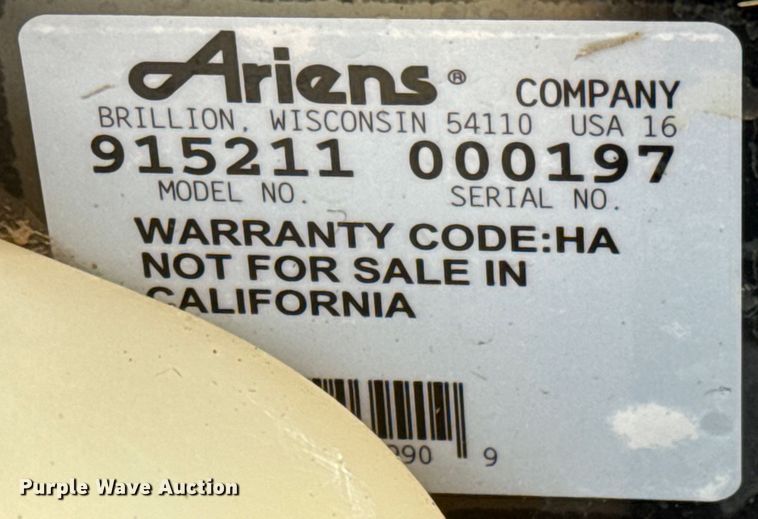 Ariens® COMPANY
BRILLION, WISCONSIN 54110 USA 16
915211 000197
MODEL NO. SERIAL NO.
WARRANTY CODE:HA
NOT FOR SALE IN
CALIFORNIA
990 9
Purple Wave Auction